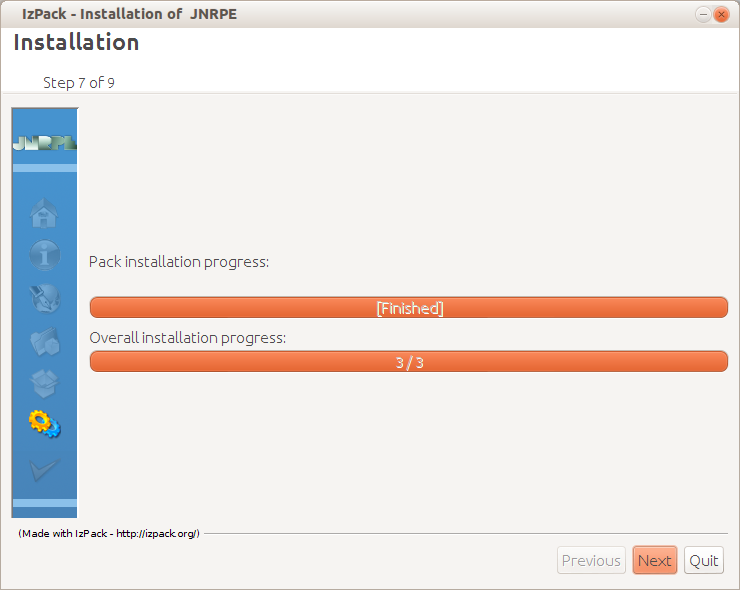 IzPack - Installation of  JNRPE
Installation
Step 7 of 9
JNRPE
Pack installation progress:
[Finished]
Overall installation progress:
3 / 3
(Made with IzPack - http://izpack.org/)
Previous
Next
Quit